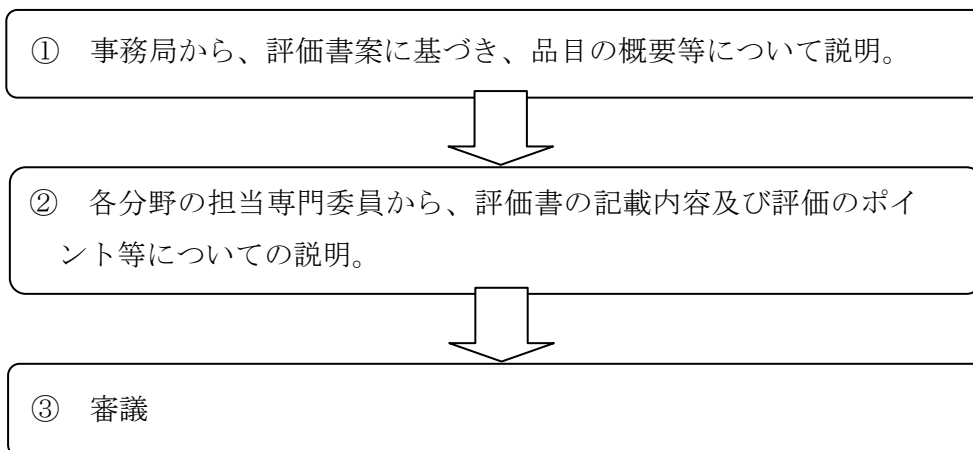 ① 事務局から、評価書案に基づき、品目の概要等について説明。
② 各分野の担当専門委員から、評価書の記載内容及び評価のポイ
ント等についての説明。
③ 審議